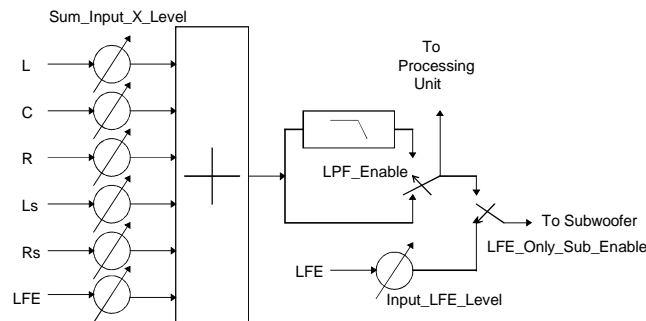 Sum_Input_X_Level
L
C
R
Ls
Rs
LFE
To
Processing
Unit
LPF_Enable
To Subwoofer
LFE_Only_Sub_Enable
LFE
Input_LFE_Level